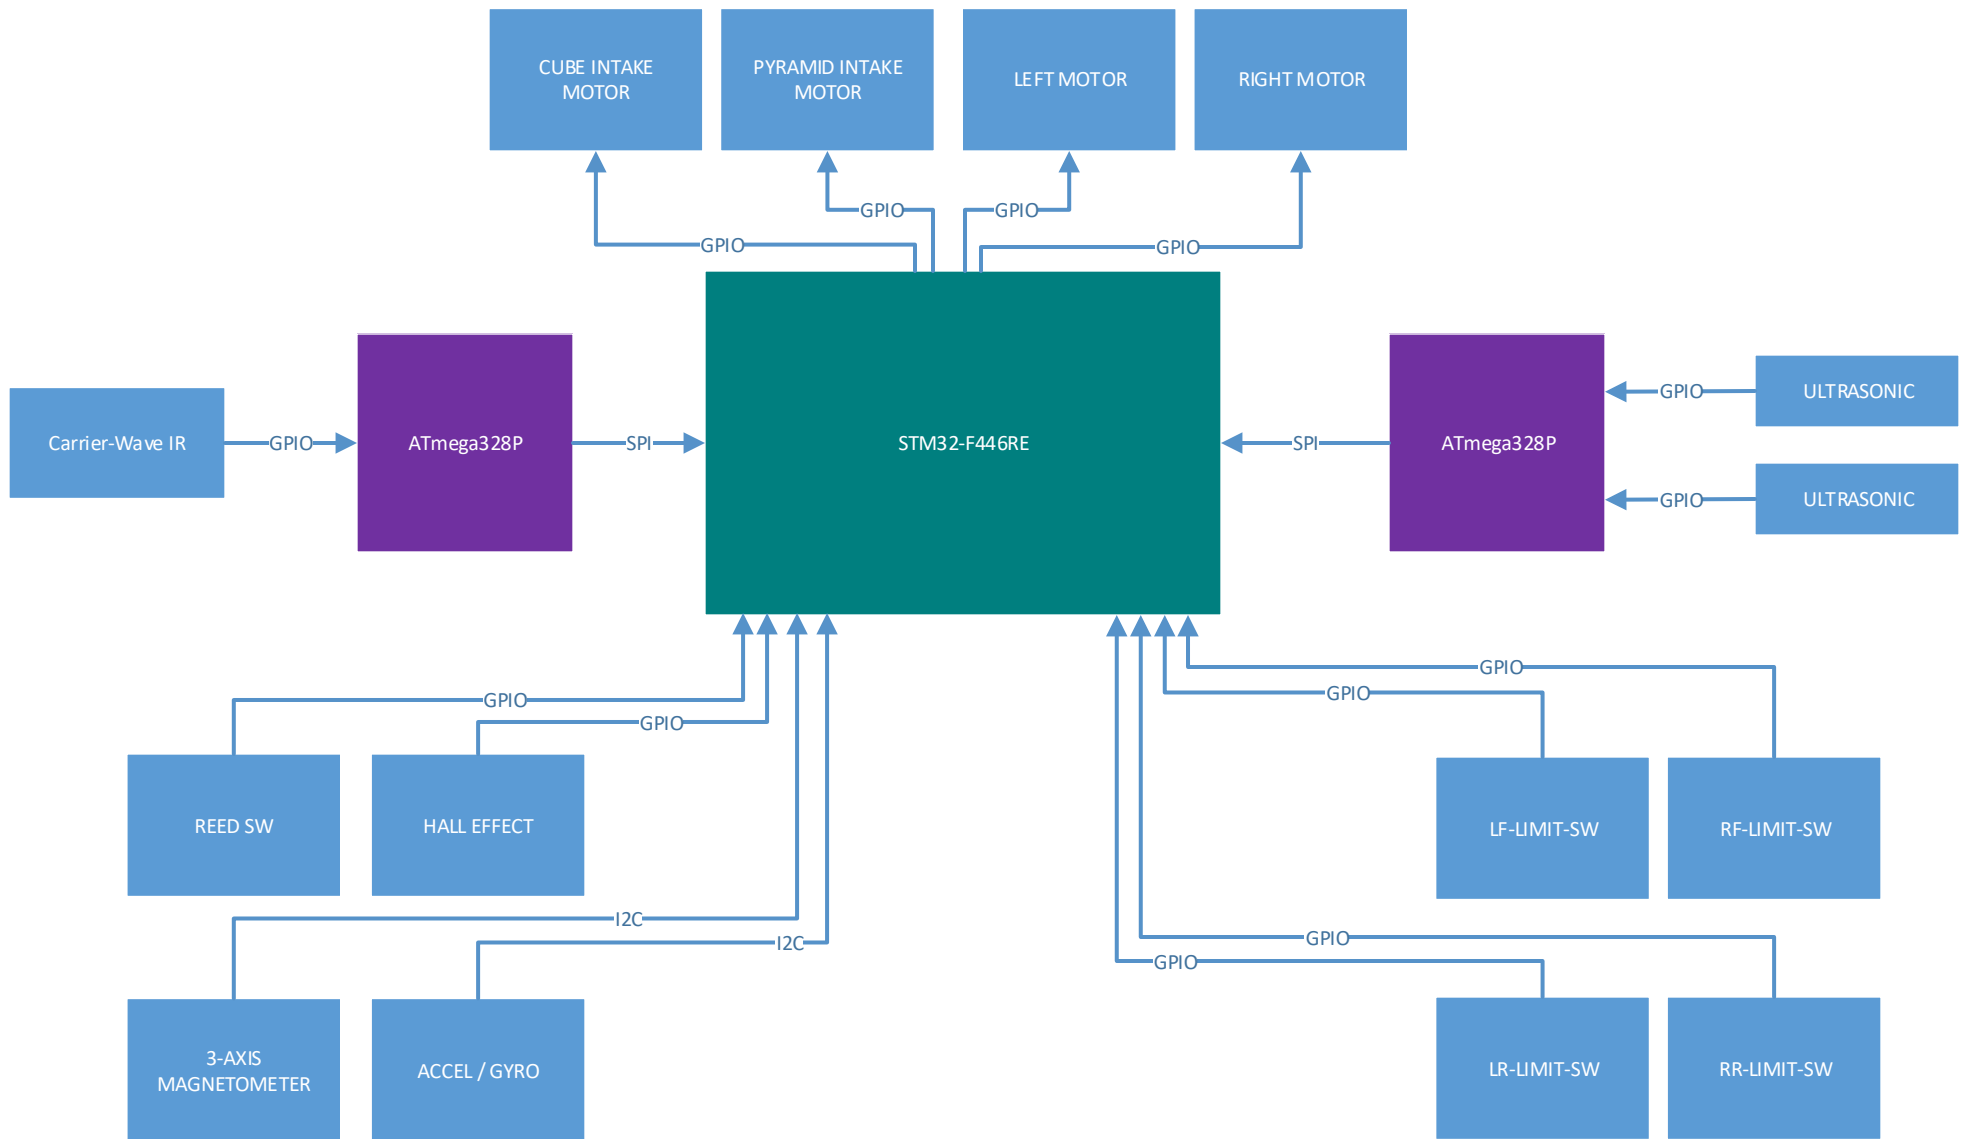 CUBE INTAKE
MOTOR
PYRAMID INTAKE
MOTOR
LEFT MOTOR
RIGHT MOTOR
GPIO
GPIO
GPIO
GPIO
Carrier-Wave IR
GPIO
ATmega328P
SPI
STM32-F446RE
SPI
ATmega328P
GPIO
ULTRASONIC
GPIO
ULTRASONIC
GPIO
GPIO
GPIO
GPIO
REED SW
HALL EFFECT
LF-LIMIT-SW
RF-LIMIT-SW
I2C
I2C
GPIO
GPIO
3-AXIS
MAGNETOMETER
ACCEL / GYRO
LR-LIMIT-SW
RR-LIMIT-SW